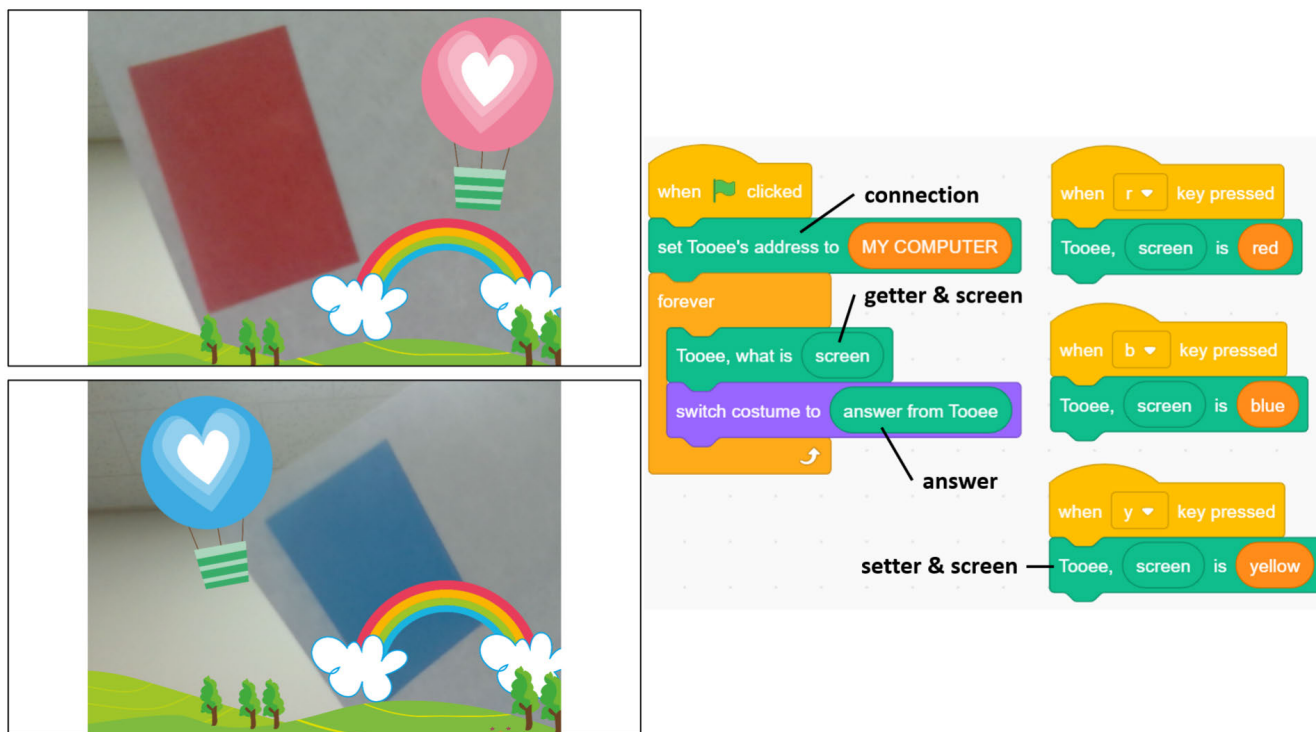 when clicked
connection
set Tooee's address to MY COMPUTER
forever
getter & screen
Tooee, what is screen
switch costume to answer from Tooee
answer
when r key pressed
Tooee, screen is red
when b key pressed
Tooee, screen is blue
when y key pressed
setter & screen
Tooee, screen is yellow